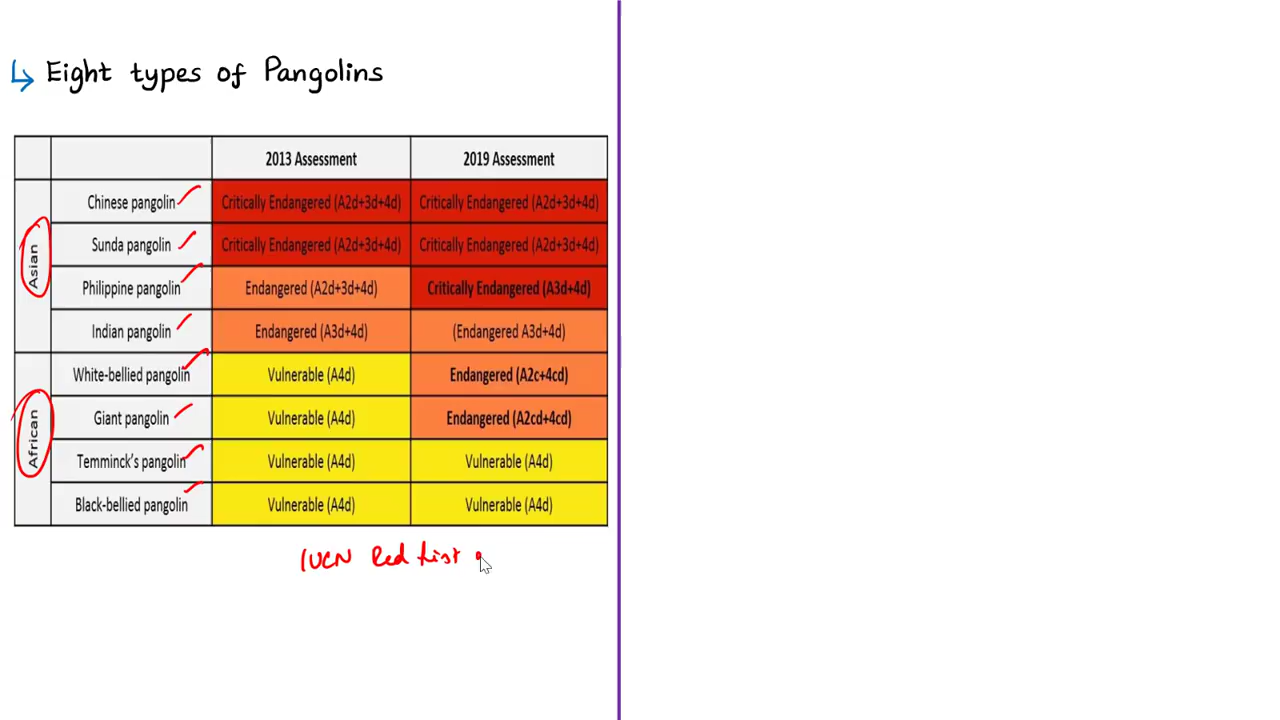 ↳ Eight types of Pangolins
2013 Assessment 2019 Assessment
Asian
Chinese pangolin Critically Endangered (A2d+3d+4d) Critically Endangered (A2d+3d+4d)
Sunda pangolin Critically Endangered (A2d+3d+4d) Critically Endangered (A2d+3d+4d)
Philippine pangolin Endangered (A2d+3d+4d) Critically Endangered (A3d+4d)
Indian pangolin Endangered (A3d+4d) (Endangered A3d+4d)
African
White-bellied pangolin Vulnerable (A4d) Endangered (A2c+4cd)
Giant pangolin Vulnerable (A4d) Endangered (A2cd+4cd)
Temminck's pangolin Vulnerable (A4d) Vulnerable (A4d)
Black-bellied pangolin Vulnerable (A4d) Vulnerable (A4d)
IUCN Red List